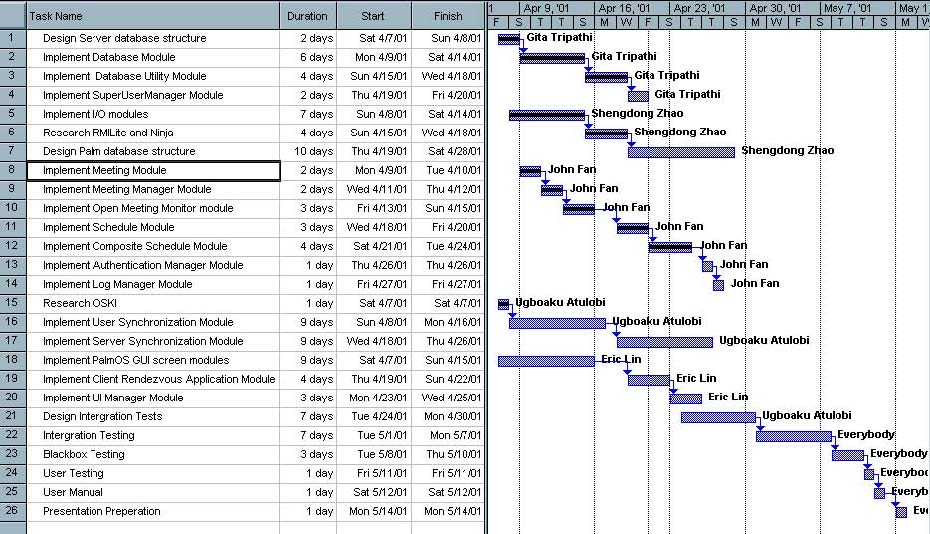 Task Name Duration Start Finish 1 Apr 9, '01 Apr 16, '01 Apr 23, '01 Apr 30, '01 May 7, '01 May 1
F S T T S M W F S T T S M W F S T T S M W
1 Design Server database structure 2 days Sat 4/7/01 Sun 4/8/01 Gita Tripathi
2 Implement Database Module 6 days Mon 4/9/01 Sat 4/14/01 Gita Tripathi
3 Implement Database Utility Module 4 days Sun 4/15/01 Wed 4/18/01 Gita Tripathi
4 Implement SuperUserManager Module 2 days Thu 4/19/01 Fri 4/20/01 Gita Tripathi
5 Implement I/O modules 7 days Sun 4/8/01 Sat 4/14/01 Shengdong Zhao
6 Research RMILite and Ninja 4 days Sun 4/15/01 Wed 4/18/01 Shengdong Zhao
7 Design Palm database structure 10 days Thu 4/19/01 Sat 4/28/01 Shengdong Zhao
8 Implement Meeting Module 2 days Mon 4/9/01 Tue 4/10/01 John Fan
9 Implement Meeting Manager Module 2 days Wed 4/11/01 Thu 4/12/01 John Fan
10 Implement Open Meeting Monitor module 3 days Fri 4/13/01 Sun 4/15/01 John Fan
11 Implement Schedule Module 3 days Wed 4/18/01 Fri 4/20/01 John Fan
12 Implement Composite Schedule Module 4 days Sat 4/21/01 Tue 4/24/01 John Fan
13 Implement Authentication Manager Module 1 day Thu 4/26/01 Thu 4/26/01 John Fan
14 Implement Log Manager Module 1 day Fri 4/27/01 Fri 4/27/01 John Fan
15 Research OSKI 1 day Sat 4/7/01 Sat 4/7/01 Ugboaku Atulobi
16 Implement User Synchronization Module 9 days Sun 4/8/01 Mon 4/16/01 Ugboaku Atulobi
17 Implement Server Synchronization Module 9 days Wed 4/18/01 Thu 4/26/01 Ugboaku Atulobi
18 Implement PalmOS GUI screen modules 9 days Sat 4/7/01 Sun 4/15/01 Eric Lin
19 Implement Client Rendezvous Application Module 4 days Thu 4/19/01 Sun 4/22/01 Eric Lin
20 Implement UI Manager Module 3 days Mon 4/23/01 Wed 4/25/01 Eric Lin
21 Design Intergration Tests 7 days Tue 4/24/01 Mon 4/30/01 Ugboaku Atulobi
22 Intergration Testing 7 days Tue 5/1/01 Mon 5/7/01 Everybody
23 Blackbox Testing 3 days Tue 5/8/01 Thu 5/10/01 Everybody
24 User Testing 1 day Fri 5/11/01 Fri 5/11/01 Everyboc
25 User Manual 1 day Sat 5/12/01 Sat 5/12/01 Everyb
26 Presentation Preperation 1 day Mon 5/14/01 Mon 5/14/01 Eve